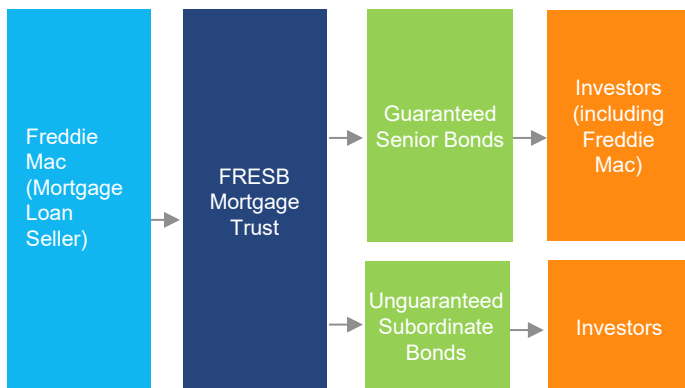 Freddie
Mac
(Mortgage
Loan
Seller)
FRESB
Mortgage
Trust
Guaranteed
Senior Bonds
Investors
(including
Freddie
Mac)
Unguaranteed
Subordinate
Bonds
Investors